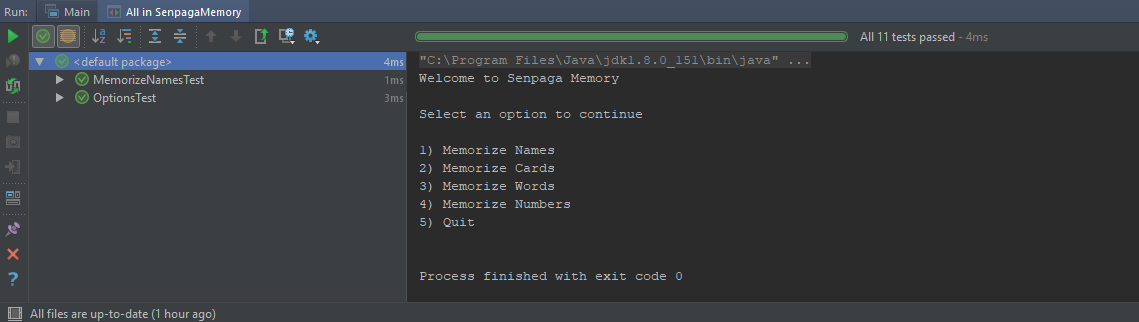 Run: Main All in SenpagaMemory
All 11 tests passed - 4ms
<default package> 4ms
MemorizeNamesTest 1ms
OptionsTest 3ms
"C:\Program Files\Java\jdk1.8.0_151\bin\java" ...
Welcome to Senpaga Memory
Select an option to continue
1) Memorize Names
2) Memorize Cards
3) Memorize Words
4) Memorize Numbers
5) Quit
Process finished with exit code 0
All files are up-to-date (1 hour ago)